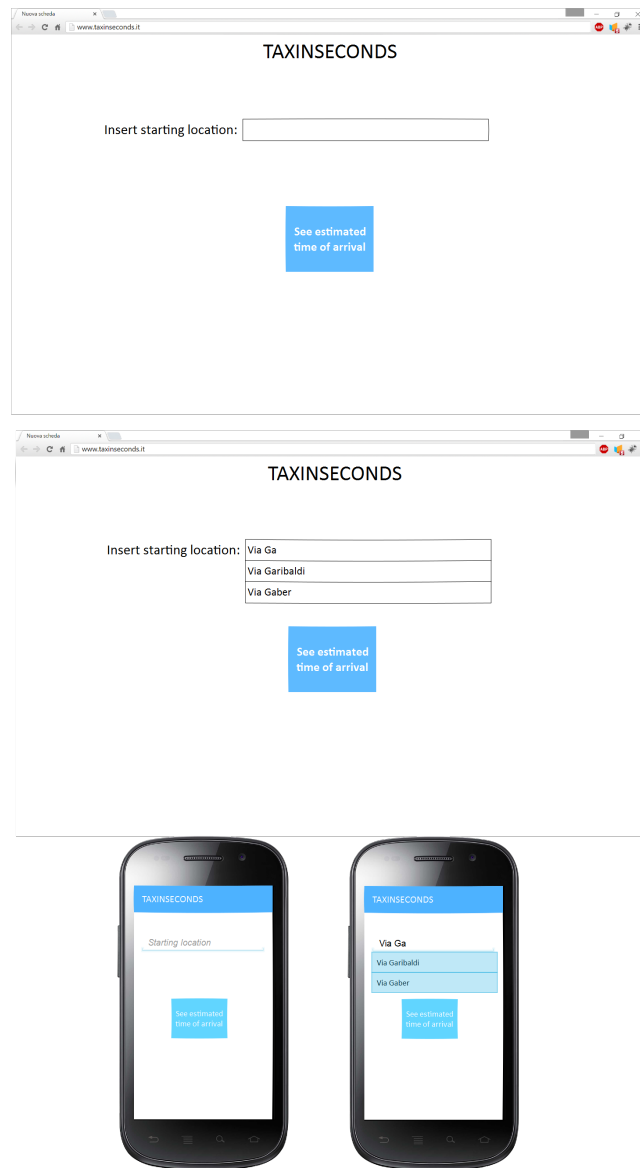 Nuova scheda
www.taxinseconds.it
TAXINSECONDS
Insert starting location:
See estimated
time of arrival
Nuova scheda
www.taxinseconds.it
TAXINSECONDS
Insert starting location:
Via Ga
Via Garibaldi
Via Gaber
See estimated
time of arrival
TAXINSECONDS
Starting location
See estimated
time of arrival
TAXINSECONDS
Via Ga
Via Garibaldi
Via Gaber
See estimated
time of arrival